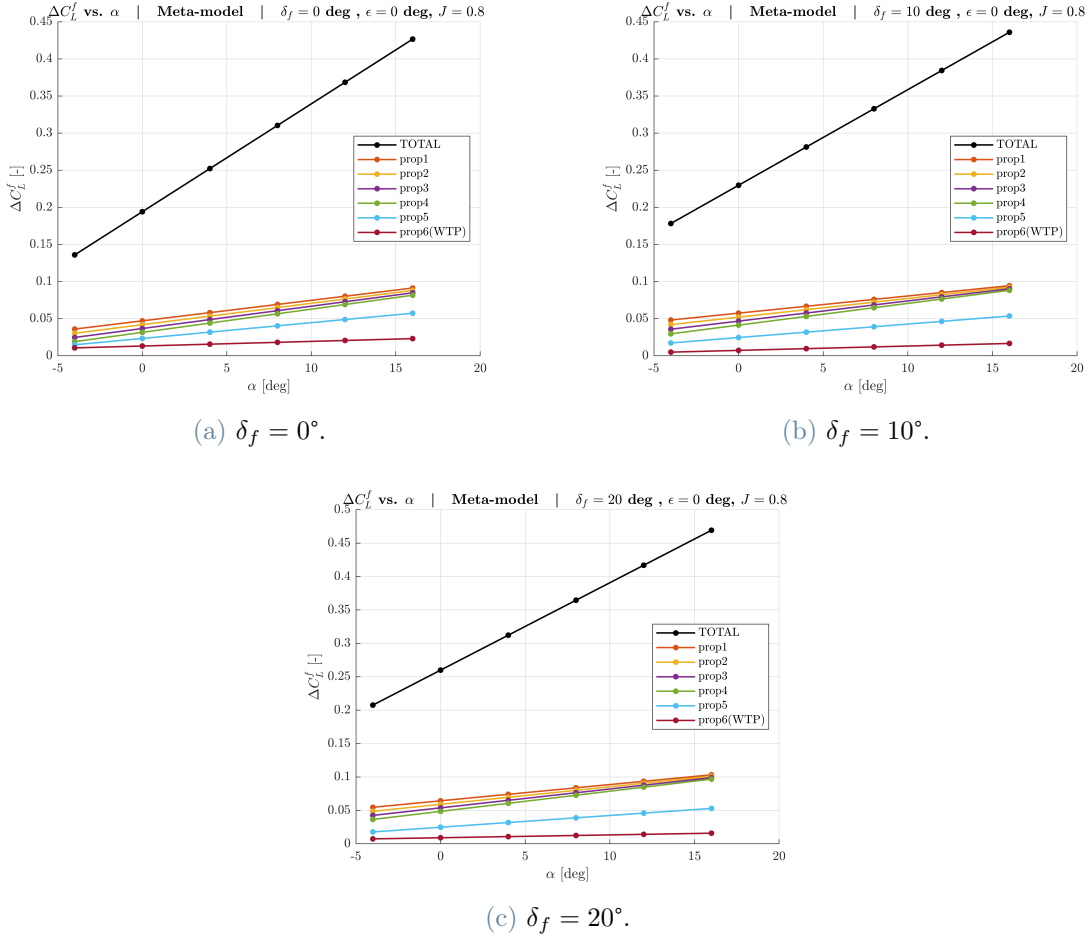 ΔC_L^f vs. α | Meta-model | δ_f = 0 deg , ϵ = 0 deg, J = 0.8
0.45
0.4
0.35
0.3
0.25
0.2
0.15
0.1
0.05
0
ΔC_L^f [-]
TOTAL
prop1
prop2
prop3
prop4
prop5
prop6(WTP)
-5 0 5 10 15 20
α [deg]
(a) δ_f = 0°.
ΔC_L^f vs. α | Meta-model | δ_f = 10 deg , ϵ = 0 deg, J = 0.8
0.45
0.4
0.35
0.3
0.25
0.2
0.15
0.1
0.05
0
ΔC_L^f [-]
TOTAL
prop1
prop2
prop3
prop4
prop5
prop6(WTP)
-5 0 5 10 15 20
α [deg]
(b) δ_f = 10°.
ΔC_L^f vs. α | Meta-model | δ_f = 20 deg , ϵ = 0 deg, J = 0.8
0.5
0.45
0.4
0.35
0.3
0.25
0.2
0.15
0.1
0.05
0
ΔC_L^f [-]
TOTAL
prop1
prop2
prop3
prop4
prop5
prop6(WTP)
-5 0 5 10 15 20
α [deg]
(c) δ_f = 20°.